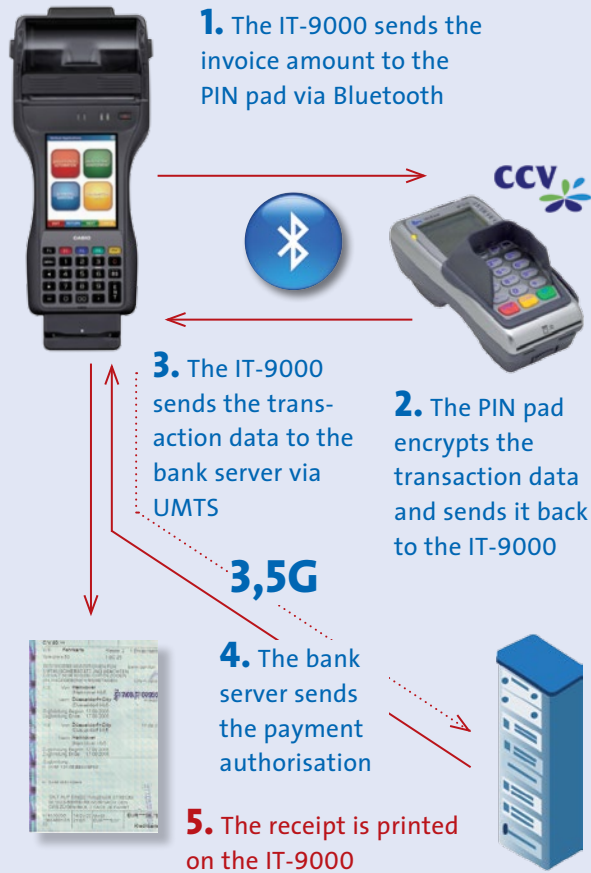 1. The IT-9000 sends the
invoice amount to the
PIN pad via Bluetooth
CCV
CASIO
3. The IT-9000
sends the trans-
action data to the
bank server via
UMTS
2. The PIN pad
encrypts the
transaction data
and sends it back
to the IT-9000
3,5G
4. The bank
server sends
the payment
authorisation
5. The receipt is printed
on the IT-9000